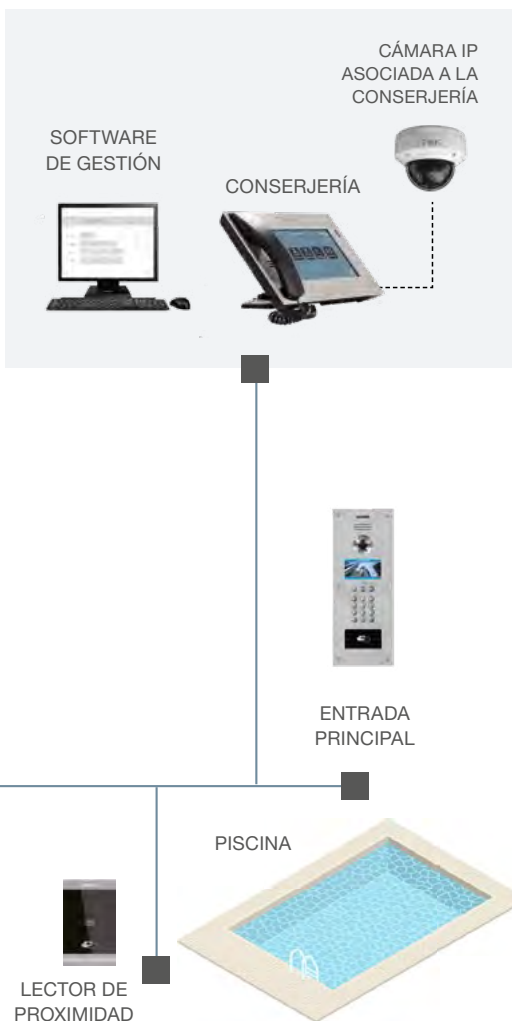 CÁMARA IP
ASOCIADA A LA
CONSERJERÍA
SOFTWARE
DE GESTIÓN
CONSERJERÍA
ENTRADA
PRINCIPAL
PISCINA
LECTOR DE
PROXIMIDAD